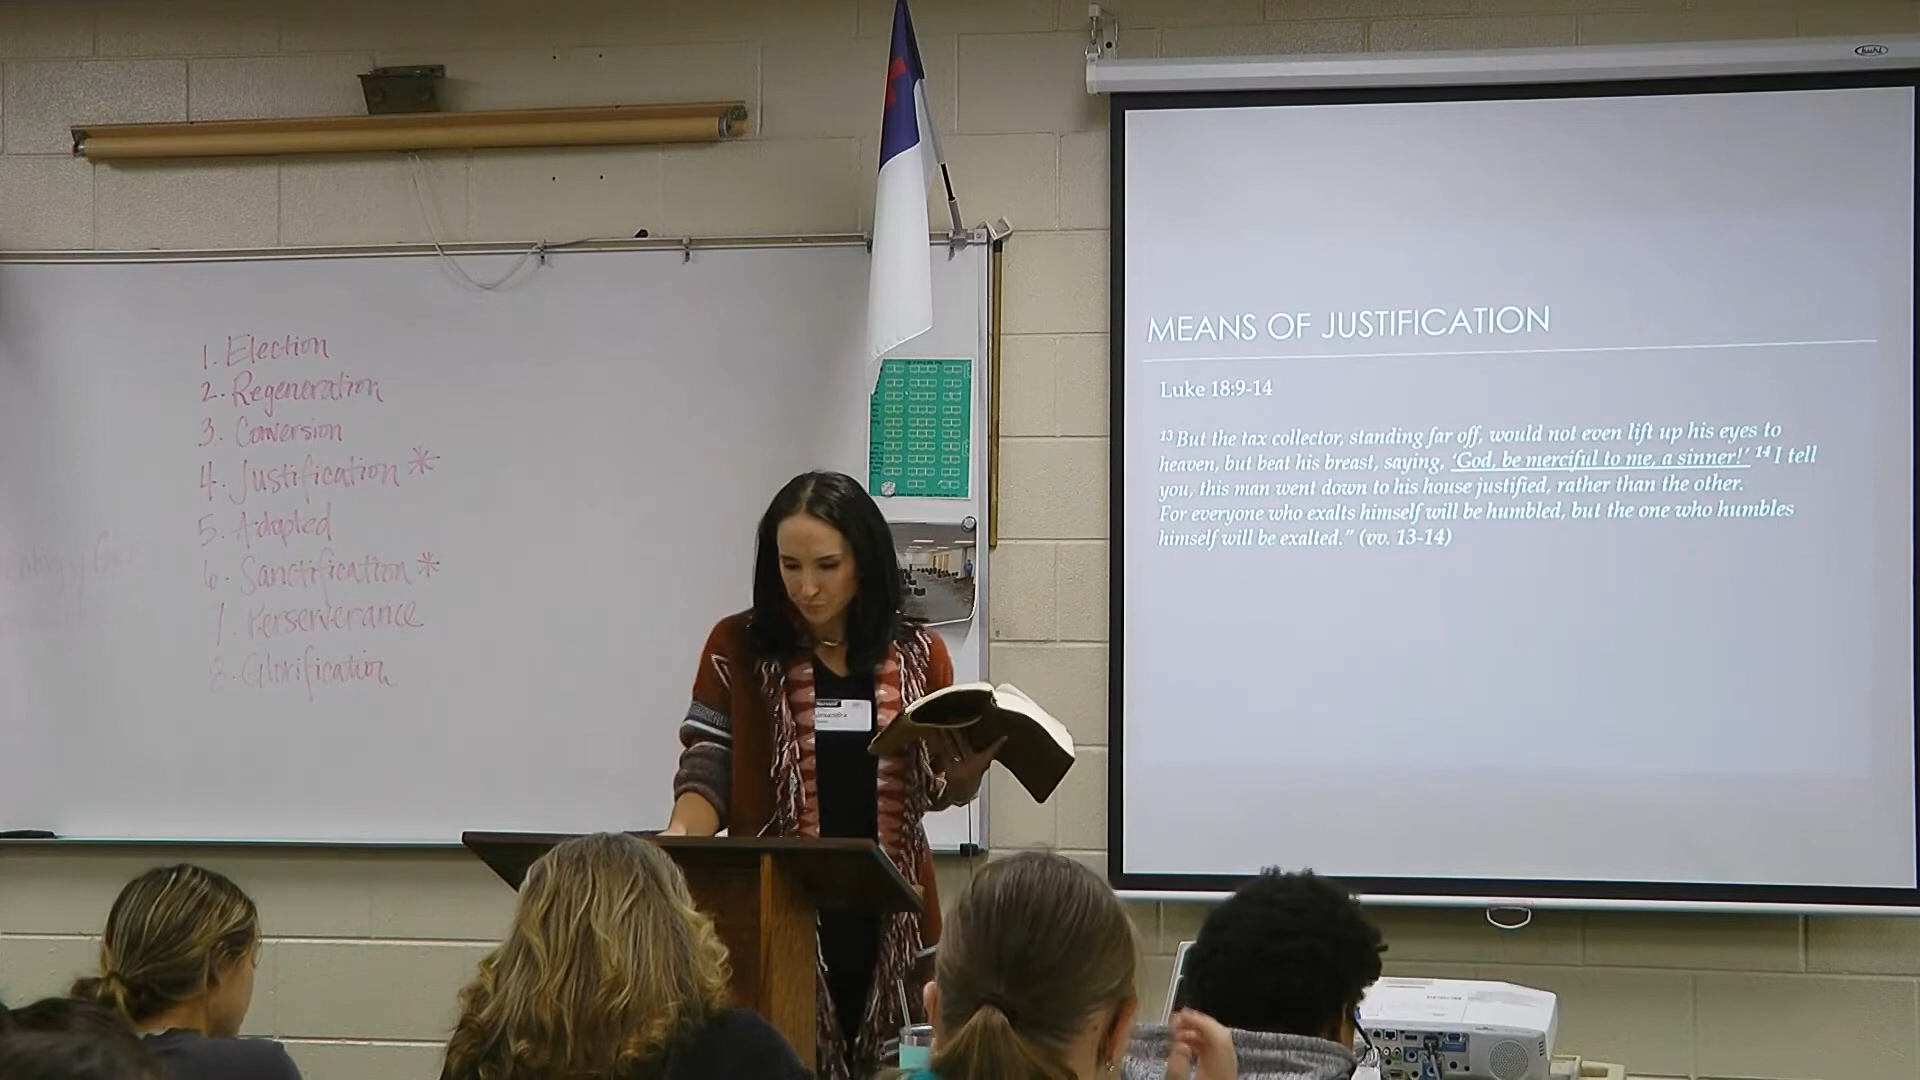 1. Election
2. Regeneration
3. Conversion
4. Justification *
5. Adopted
6. Sanctification *
7. Perserverance
8. Glorification
MEANS OF JUSTIFICATION
Luke 18:9-14
13 But the tax collector, standing far off, would not even lift up his eyes to
heaven, but beat his breast, saying, ‘God, be merciful to me, a sinner!’ 14 I tell
you, this man went down to his house justified, rather than the other.
For everyone who exalts himself will be humbled, but the one who humbles
himself will be exalted.” (vv. 13-14)